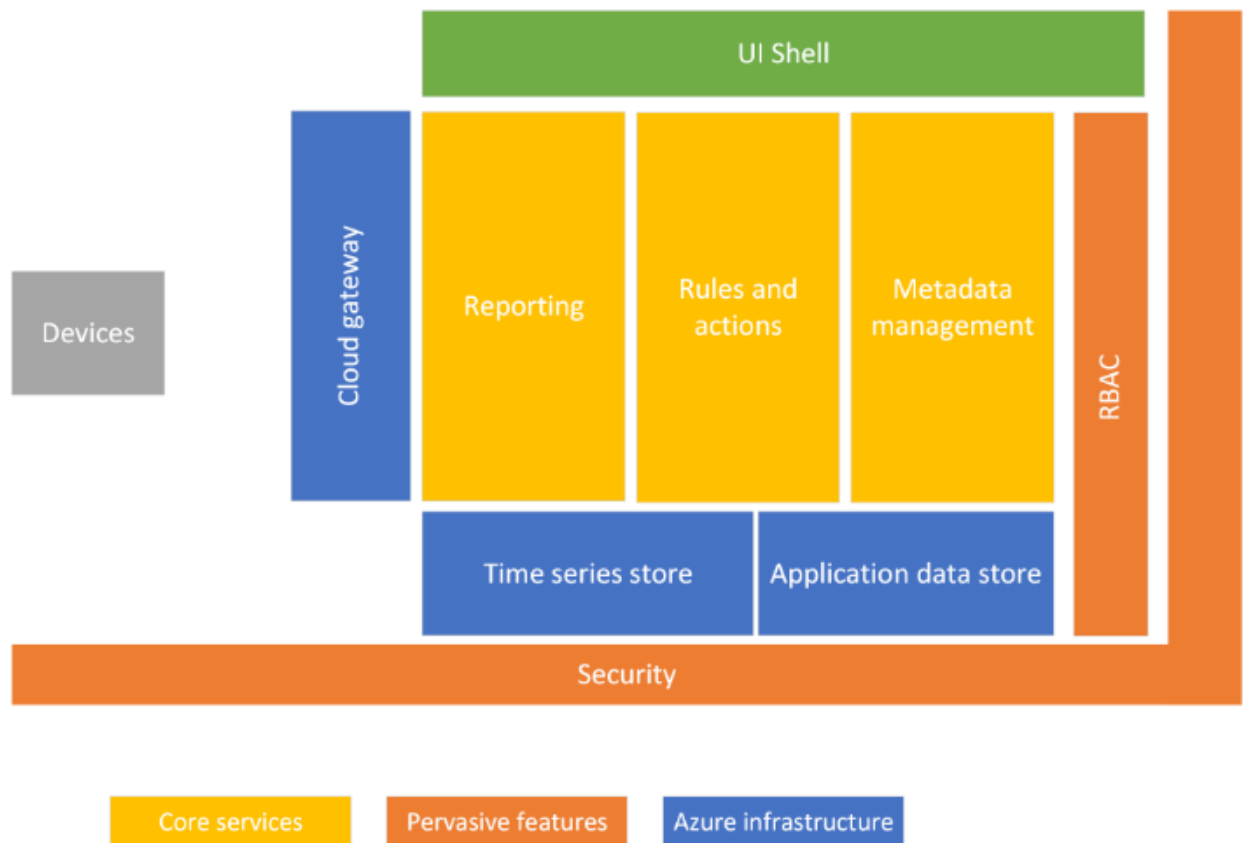 UI Shell
Devices
Cloud gateway
Reporting
Rules and
actions
Metadata
management
RBAC
Time series store
Application data store
Security
Core services
Pervasive features
Azure infrastructure